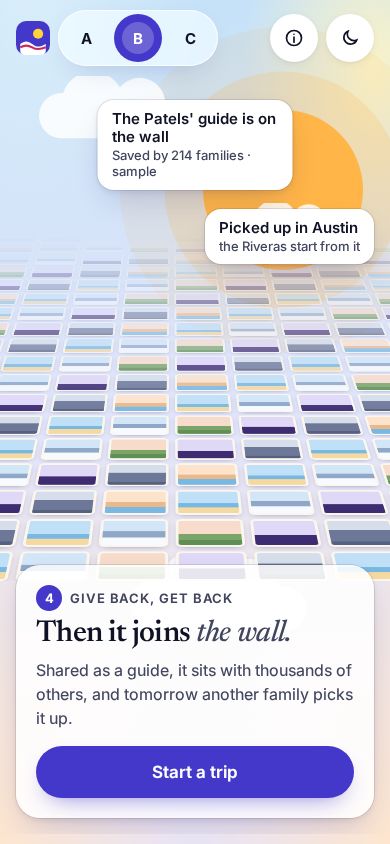 A B C
The Patels' guide is on
the wall
Saved by 214 families ·
sample
Picked up in Austin
the Riveras start from it
4 GIVE BACK, GET BACK
Then it joins the wall.
Shared as a guide, it sits with thousands of
others, and tomorrow another family picks
it up.
Start a trip